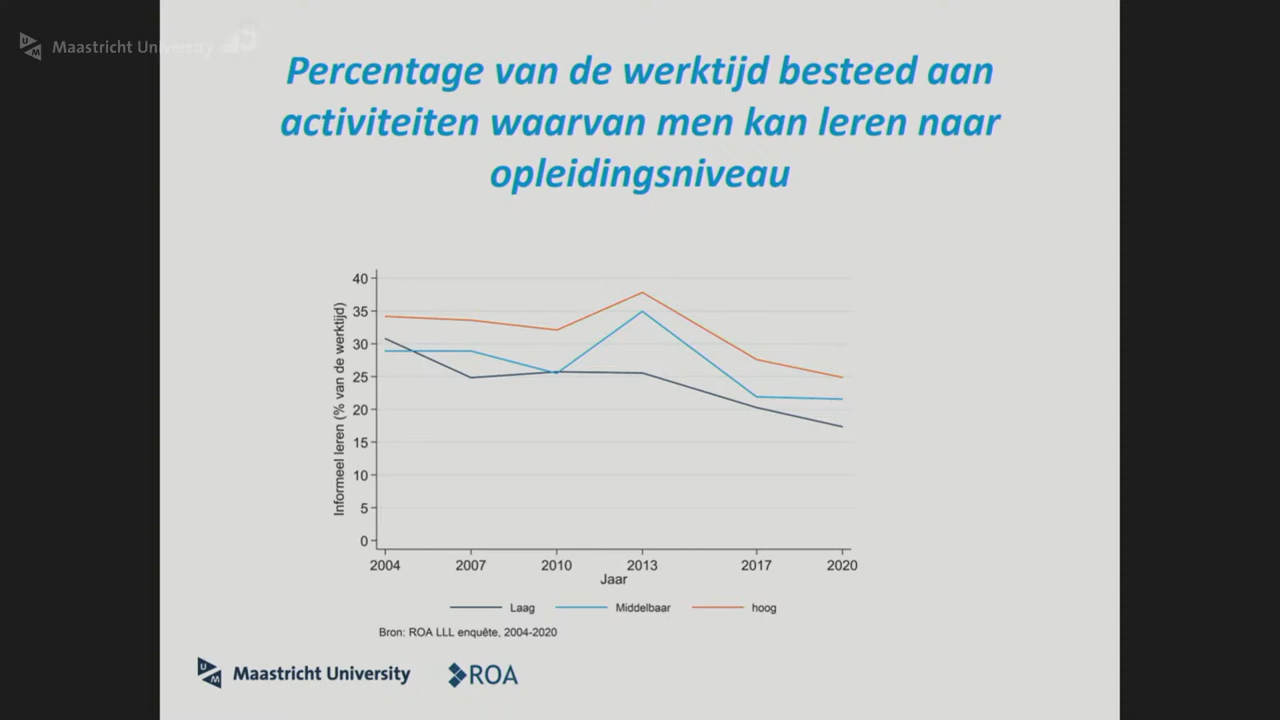 Maastricht University
Percentage van de werktijd besteed aan
activiteiten waarvan men kan leren naar
opleidingsniveau
Informeel leren (% van de werktijd)
40
35
30
25
20
15
10
5
0
2004 2007 2010 2013 2017 2020
Jaar
Laag Middelbaar hoog
Bron: ROA LLL enquête, 2004-2020
UM Maastricht University ROA